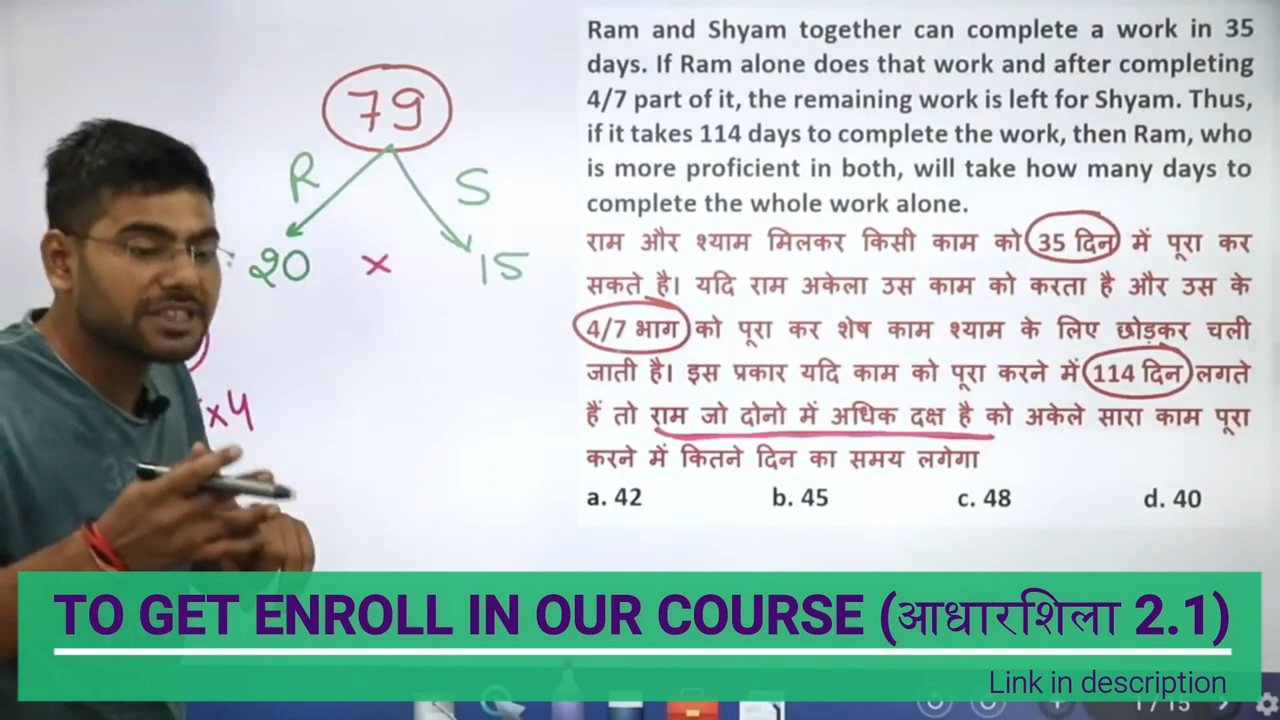 79
R
S
20 × 15
×4
Ram and Shyam together can complete a work in 35
days. If Ram alone does that work and after completing
4/7 part of it, the remaining work is left for Shyam. Thus,
if it takes 114 days to complete the work, then Ram, who
is more proficient in both, will take how many days to
complete the whole work alone.
राम और श्याम मिलकर किसी काम को 35 दिन में पूरा कर
सकते है। यदि राम अकेला उस काम को करता है और उस के
4/7 भाग को पूरा कर शेष काम श्याम के लिए छोड़कर चली
जाती है। इस प्रकार यदि काम को पूरा करने में 114 दिन लगते
हैं तो राम जो दोनो में अधिक दक्ष है को अकेले सारा काम पूरा
करने में कितने दिन का समय लगेगा
a. 42 b. 45 c. 48 d. 40
TO GET ENROLL IN OUR COURSE (आधारशिला 2.1)
Link in description
1 / 15